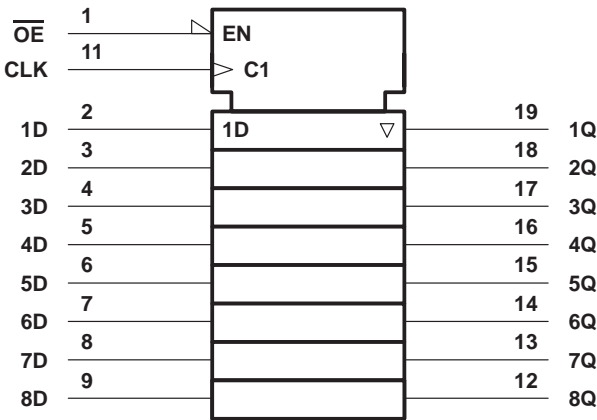 OE 1 EN
CLK 11 C1
1D 2 1D 19 1Q
2D 3 18 2Q
3D 4 17 3Q
4D 5 16 4Q
5D 6 15 5Q
6D 7 14 6Q
7D 8 13 7Q
8D 9 12 8Q